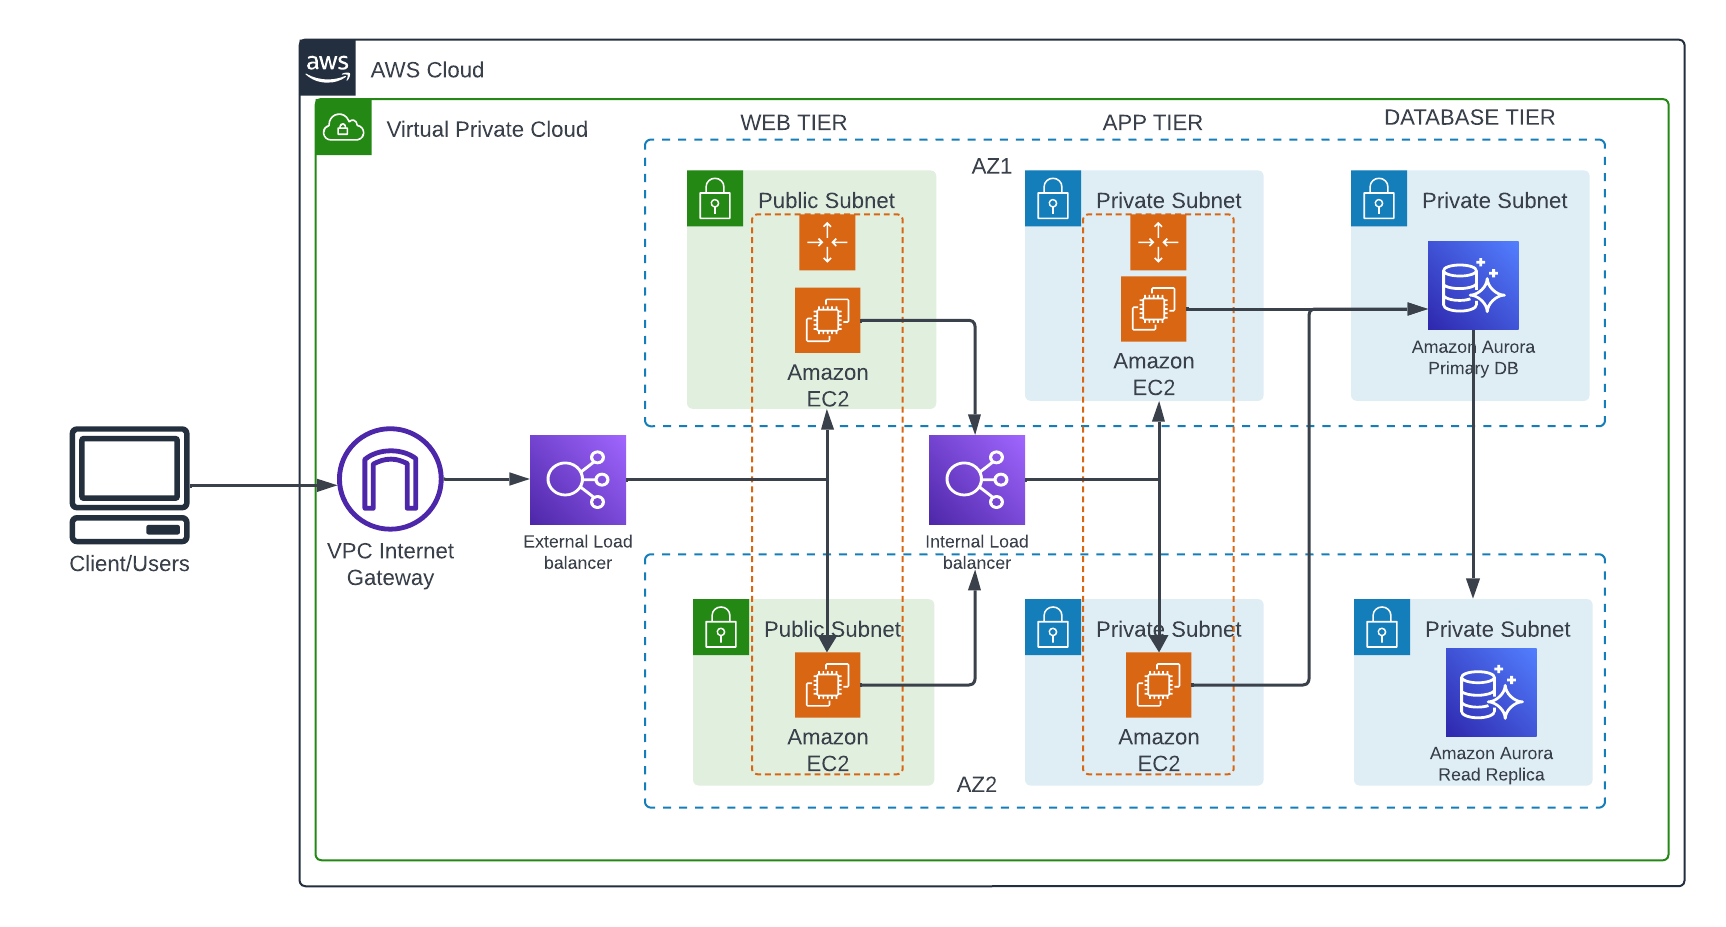 aws
AWS Cloud
Virtual Private Cloud
WEB TIER
APP TIER
DATABASE TIER
AZ1
Public Subnet
Private Subnet
Private Subnet
Amazon
EC2
Amazon
EC2
Amazon Aurora
Primary DB
Client/Users
VPC Internet
Gateway
External Load
balancer
Internal Load
balancer
Public Subnet
Private Subnet
Private Subnet
Amazon
EC2
Amazon
EC2
Amazon Aurora
Read Replica
AZ2